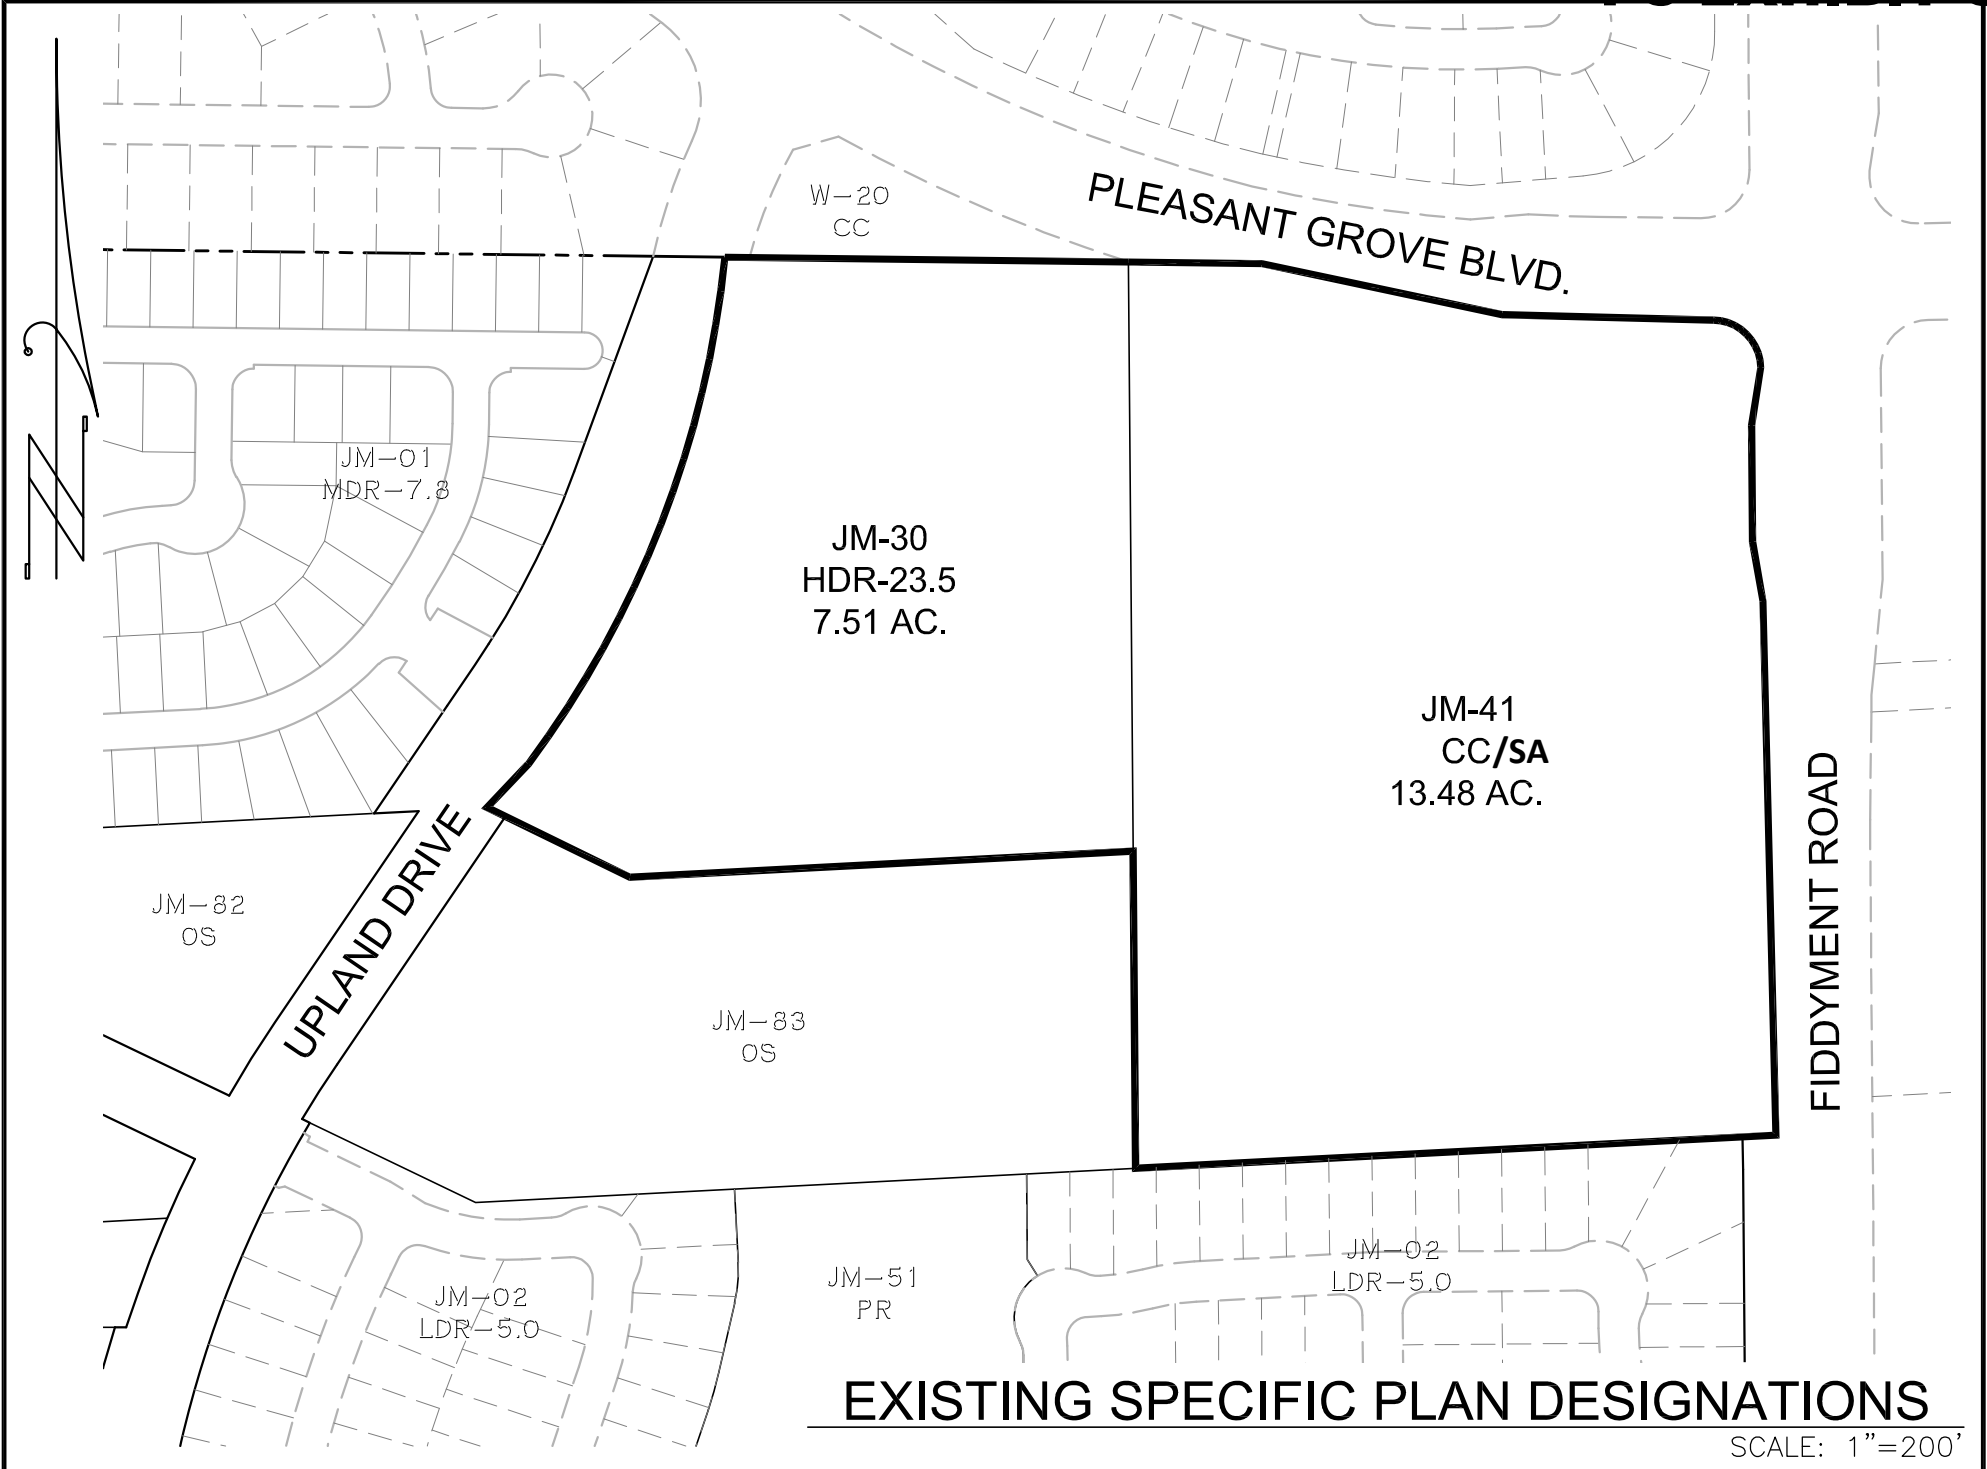 W-20
CC
PLEASANT GROVE BLVD.
JM-01
MDR-7.8
JM-30
HDR-23.5
7.51 AC.
JM-41
CC/SA
13.48 AC.
FIDDYMENT ROAD
UPLAND DRIVE
JM-82
OS
JM-83
OS
JM-02
LDR-5.0
JM-51
PR
JM-02
LDR-5.0
EXISTING SPECIFIC PLAN DESIGNATIONS
SCALE: 1"=200'